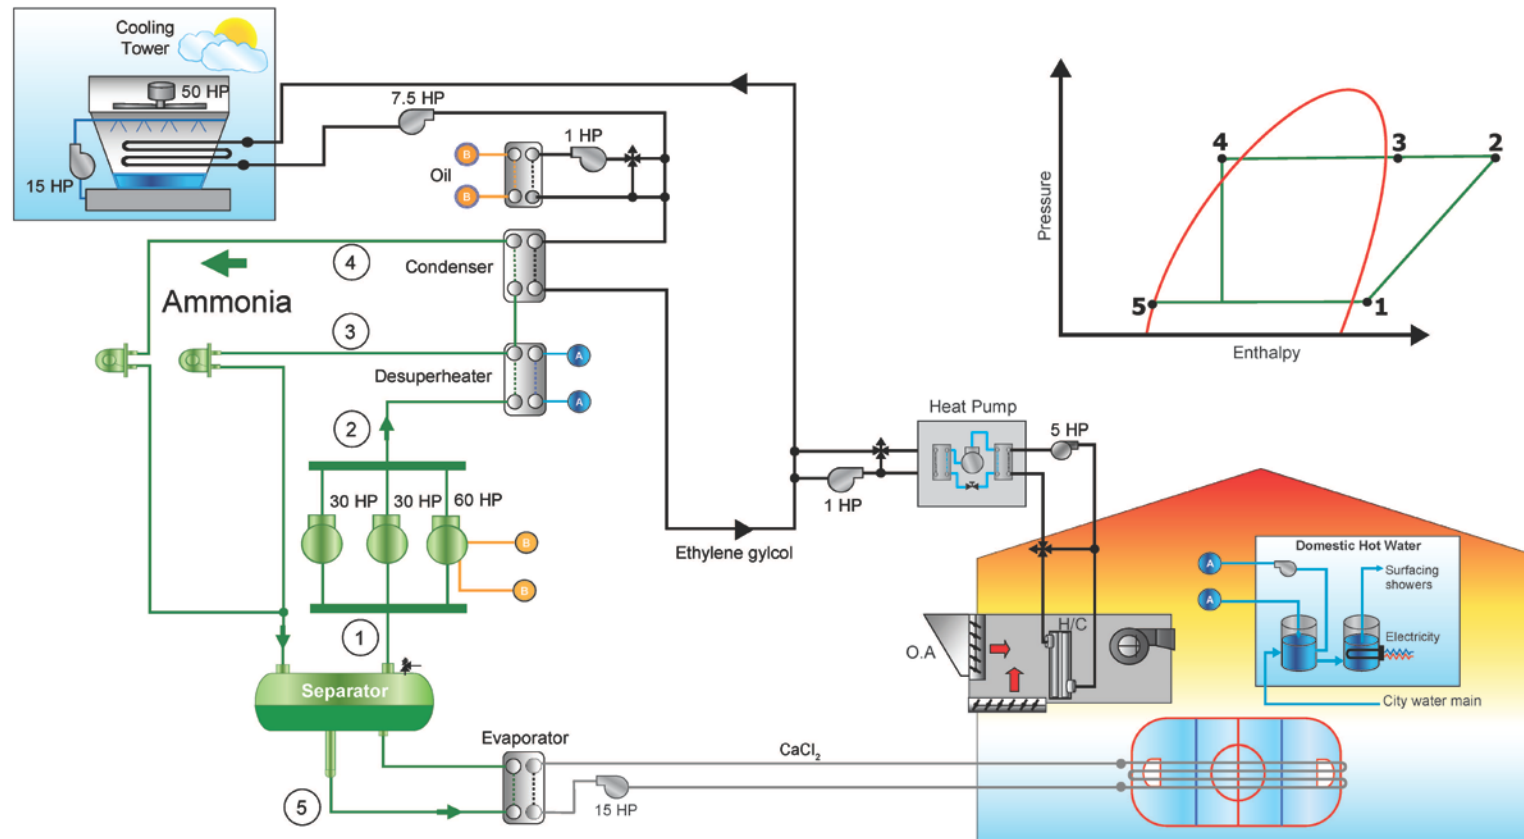 Cooling
Tower
50 HP
15 HP
7.5 HP
1 HP
B
B
Oil
4
Condenser
Ammonia
3
Desuperheater
A
A
2
30 HP
30 HP
60 HP
B
B
1
Separator
Evaporator
5
15 HP
CaCl₂
Ethylene gylcol
1 HP
Heat Pump
5 HP
Pressure
4
3
2
5
1
Enthalpy
O.A
H/C
Domestic Hot Water
A
A
Surfacing
showers
Electricity
City water main